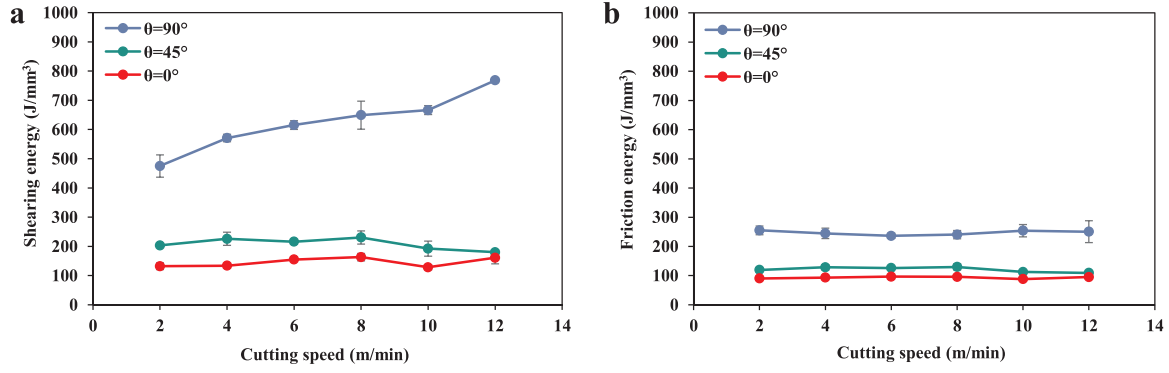 a
1000
900
800
700
600
500
400
300
200
100
0
0 2 4 6 8 10 12 14
Shearing energy (J/mm³)
Cutting speed (m/min)
θ=90°
θ=45°
θ=0°
b
1000
900
800
700
600
500
400
300
200
100
0
0 2 4 6 8 10 12 14
Friction energy (J/mm³)
Cutting speed (m/min)
θ=90°
θ=45°
θ=0°